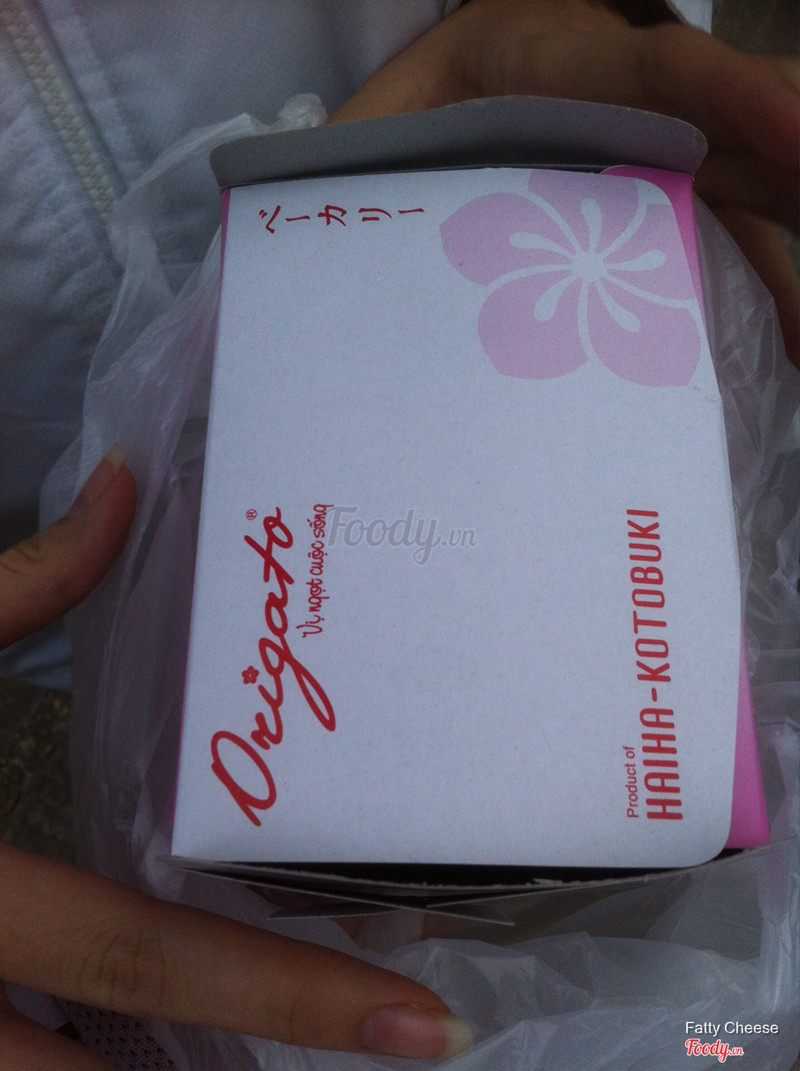 ベーカリー
Origato®
Vị ngọt cuộc sống
Product of
HAIHA-KOTOBUKI
Foody.vn
Fatty Cheese
Foody.vn